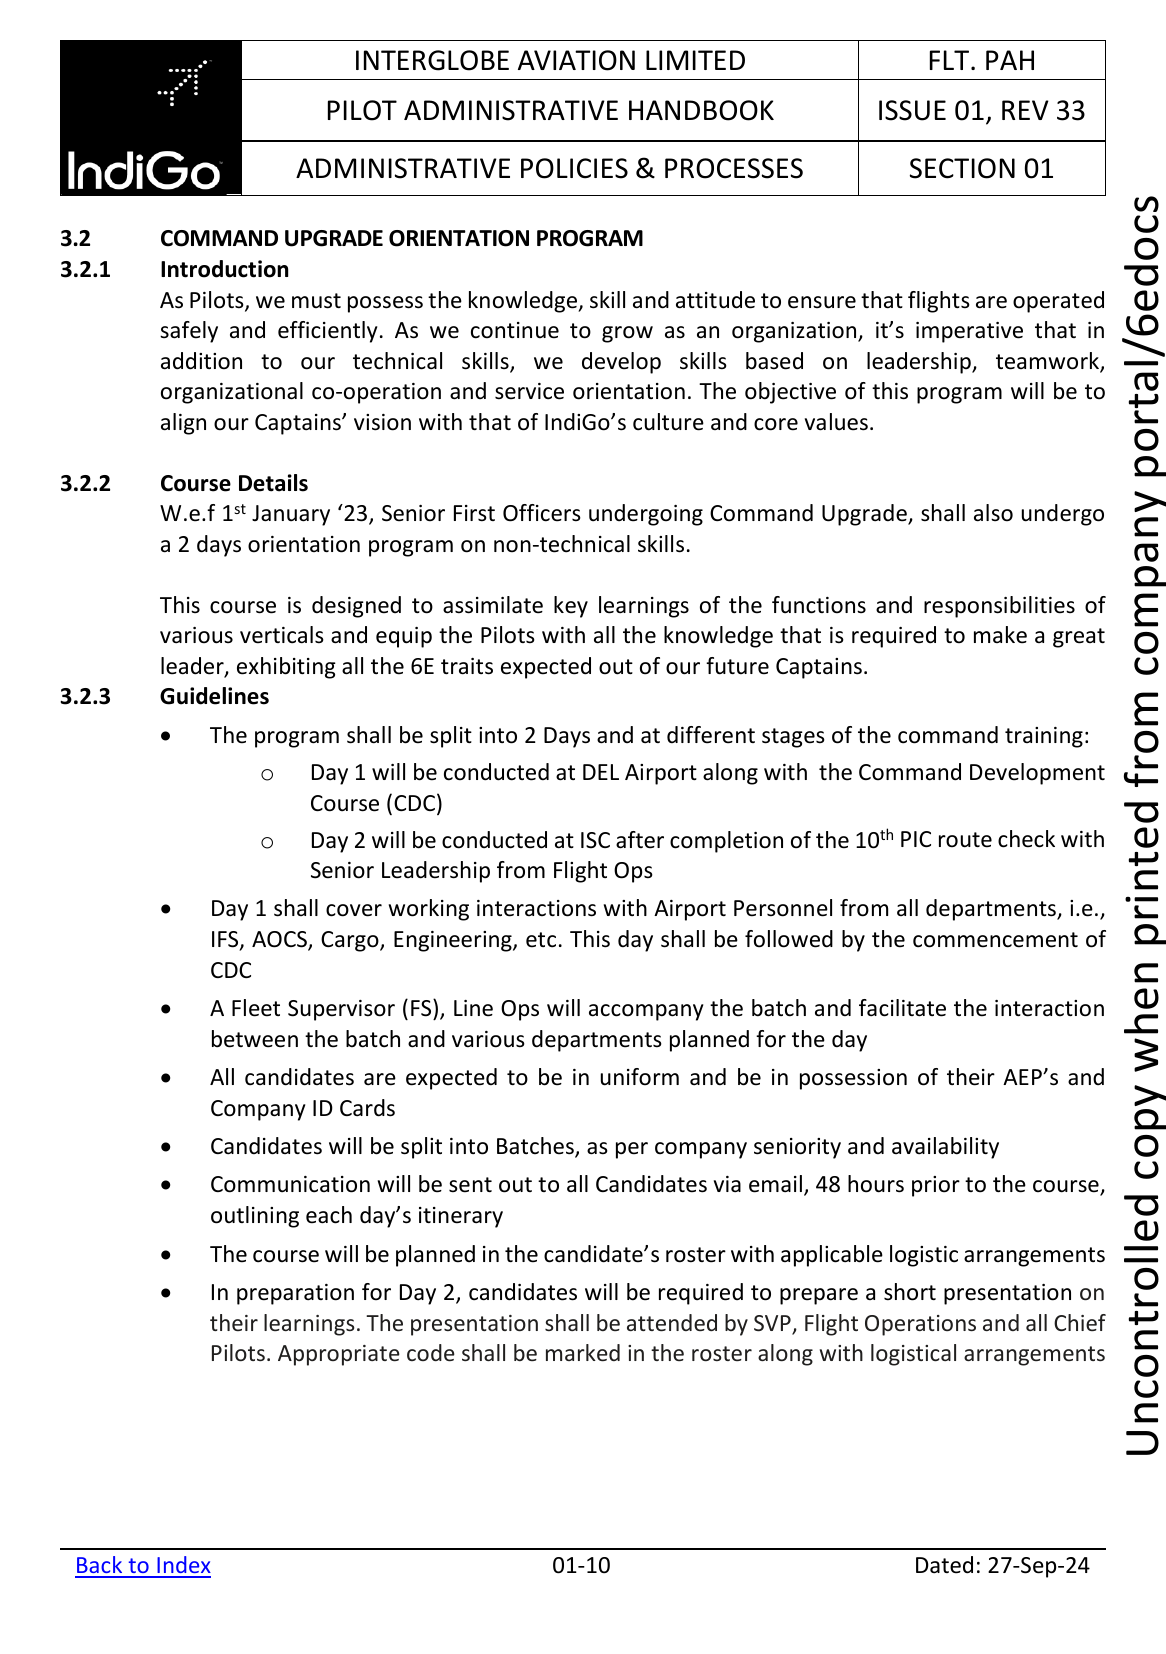 INTERGLOBE AVIATION LIMITED
FLT. PAH
PILOT ADMINISTRATIVE HANDBOOK
ISSUE 01, REV 33
IndiGo
ADMINISTRATIVE POLICIES & PROCESSES
SECTION 01
3.2 COMMAND UPGRADE ORIENTATION PROGRAM
3.2.1 Introduction
As Pilots, we must possess the knowledge, skill and attitude to ensure that flights are operated
safely and efficiently. As we continue to grow as an organization, it’s imperative that in
addition to our technical skills, we develop skills based on leadership, teamwork,
organizational co-operation and service orientation. The objective of this program will be to
align our Captains’ vision with that of IndiGo’s culture and core values.
3.2.2 Course Details
W.e.f 1st January ‘23, Senior First Officers undergoing Command Upgrade, shall also undergo
a 2 days orientation program on non-technical skills.
This course is designed to assimilate key learnings of the functions and responsibilities of
various verticals and equip the Pilots with all the knowledge that is required to make a great
leader, exhibiting all the 6E traits expected out of our future Captains.
3.2.3 Guidelines
• The program shall be split into 2 Days and at different stages of the command training:
o Day 1 will be conducted at DEL Airport along with the Command Development
Course (CDC)
o Day 2 will be conducted at ISC after completion of the 10th PIC route check with
Senior Leadership from Flight Ops
• Day 1 shall cover working interactions with Airport Personnel from all departments, i.e.,
IFS, AOCS, Cargo, Engineering, etc. This day shall be followed by the commencement of
CDC
• A Fleet Supervisor (FS), Line Ops will accompany the batch and facilitate the interaction
between the batch and various departments planned for the day
• All candidates are expected to be in uniform and be in possession of their AEP’s and
Company ID Cards
• Candidates will be split into Batches, as per company seniority and availability
• Communication will be sent out to all Candidates via email, 48 hours prior to the course,
outlining each day’s itinerary
• The course will be planned in the candidate’s roster with applicable logistic arrangements
• In preparation for Day 2, candidates will be required to prepare a short presentation on
their learnings. The presentation shall be attended by SVP, Flight Operations and all Chief
Pilots. Appropriate code shall be marked in the roster along with logistical arrangements
Uncontrolled copy when printed from company portal/6edocs
Back to Index
01-10
Dated: 27-Sep-24